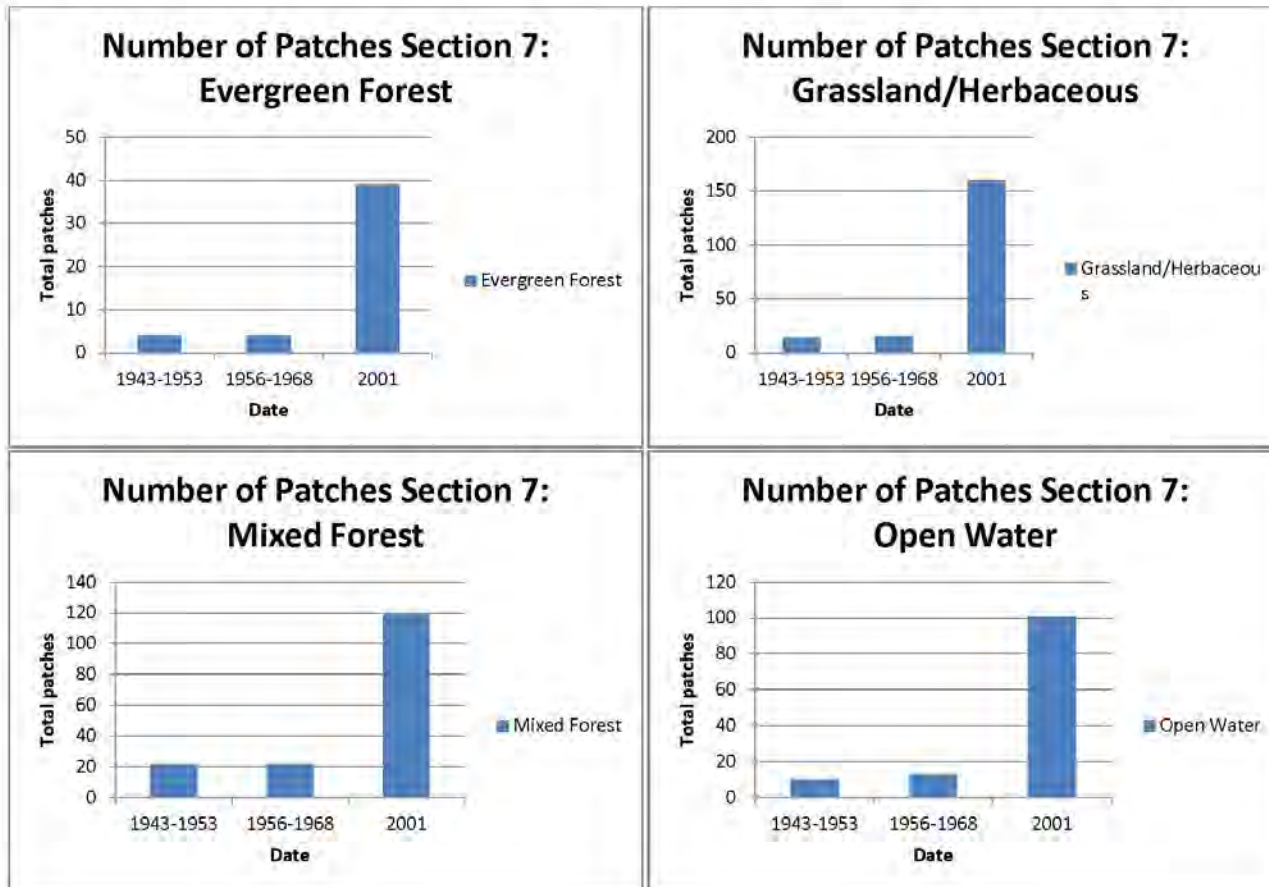 Number of Patches Section 7:
Evergreen Forest
50
40
30
20
10
0
Total patches
1943-1953 1956-1968 2001
Date
Evergreen Forest
Number of Patches Section 7:
Grassland/Herbaceous
200
150
100
50
0
Total patches
1943-1953 1956-1968 2001
Date
Grassland/Herbaceou
s
Number of Patches Section 7:
Mixed Forest
140
120
100
80
60
40
20
0
Total patches
1943-1953 1956-1968 2001
Date
Mixed Forest
Number of Patches Section 7:
Open Water
120
100
80
60
40
20
0
Total patches
1943-1953 1956-1968 2001
Date
Open Water